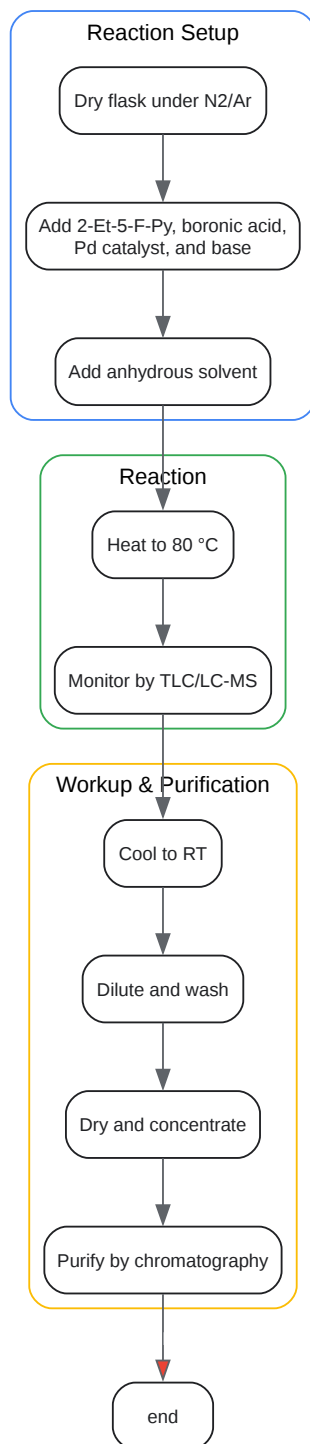 Reaction Setup
Dry flask under N2/Ar
Add 2-Et-5-F-Py, boronic acid,
Pd catalyst, and base
Add anhydrous solvent
Reaction
Heat to 80 °C
Monitor by TLC/LC-MS
Workup & Purification
Cool to RT
Dilute and wash
Dry and concentrate
Purify by chromatography
end